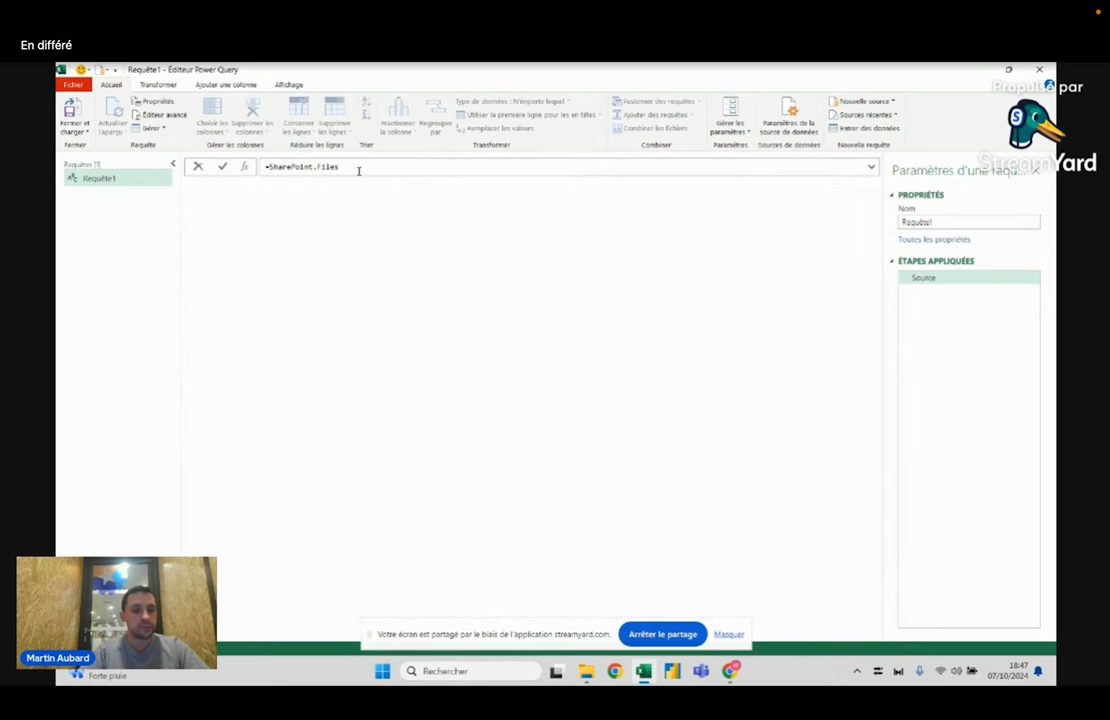 En différé
Requête1 - Éditeur Power Query
Fichier Accueil Transformer Ajouter une colonne Affichage
Propulsé par
StreamYard
Fermer et charger
Fermer
Actualiser l'aperçu
Propriétés
Éditeur avancé
Gérer
Requête
Choisir les colonnes
Supprimer les colonnes
Gérer les colonnes
Conserver les lignes
Supprimer les lignes
Réduire les lignes
Trier
Fractionner la colonne
Regrouper par
Type de données : N'importe lequel
Utiliser la première ligne pour les en-têtes
Remplacer les valeurs
Transformer
Fusionner des requêtes
Ajouter des requêtes
Combiner les fichiers
Combiner
Gérer les paramètres
Paramètres
Paramètres de la source de données
Sources de données
Nouvelle source
Sources récentes
Entrer des données
Nouvelle requête
Requêtes [1]
ABC Requête1
fx =SharePoint.Files
Paramètres d'une requ...
PROPRIÉTÉS
Nom
Requête1
Toutes les propriétés
ÉTAPES APPLIQUÉES
Source
Martin Aubard
Votre écran est partagé par le biais de l'application streamyard.com.
Arrêter le partage
Masquer
Forte pluie
Rechercher
18:47
07/10/2024